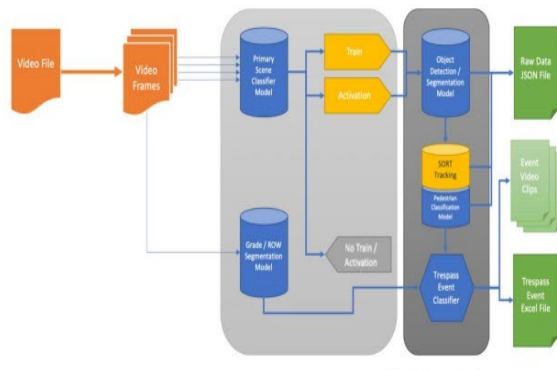 Video File
Video
Frames
Primary
Scene
Classifier
Model
Train
Activation
Object
Detection /
Segmentation
Model
Raw Data
JSON File
SORT
Tracking
Pedestrian
Classification
Model
Event
Video
Clips
Grade / ROW
Segmentation
Model
No Train /
Activation
Trespass
Event
Classifier
Trespass
Event
Excel File